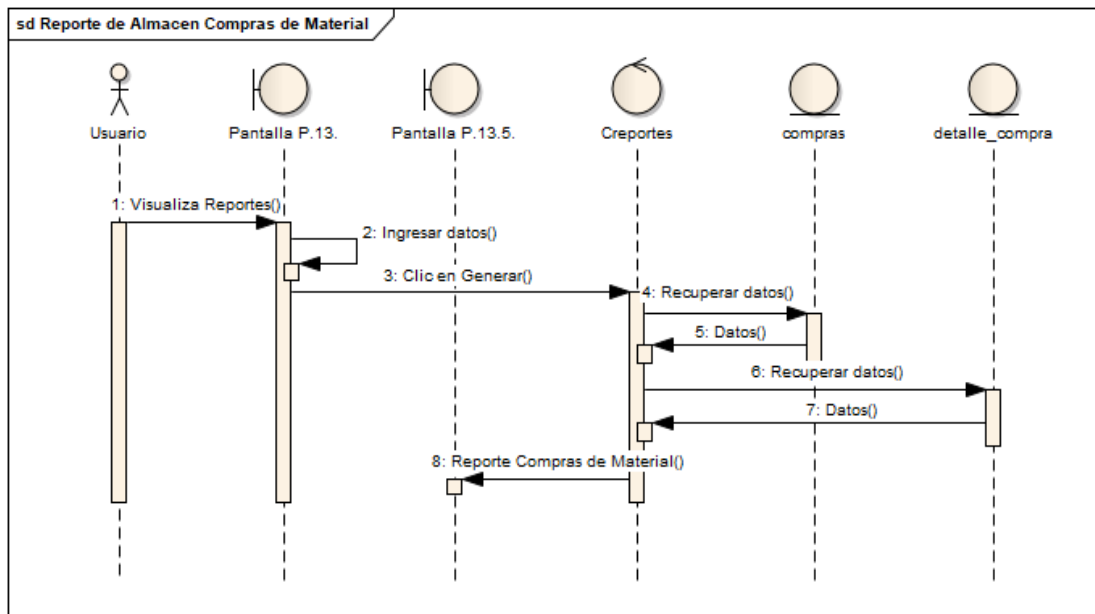 sd Reporte de Almacen Compras de Material
Usuario
Pantalla P.13.
Pantalla P.13.5.
Creportes
compras
detalle_compra
1: Visualiza Reportes()
2: Ingresar datos()
3: Clic en Generar()
4: Recuperar datos()
5: Datos()
6: Recuperar datos()
7: Datos()
8: Reporte Compras de Material()